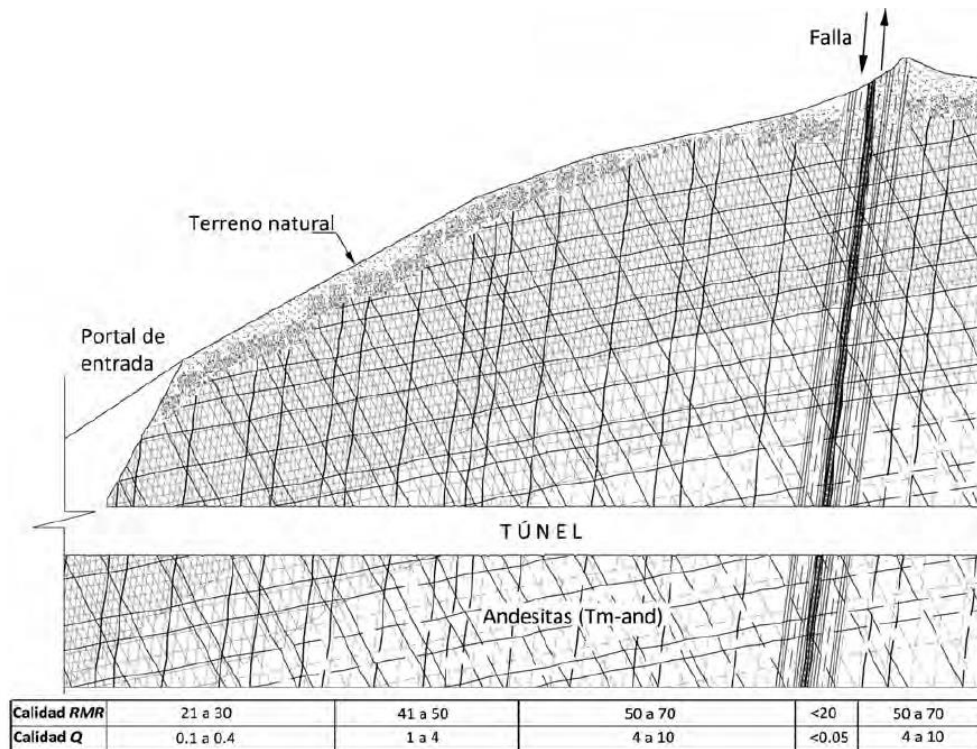 Falla
Terreno natural
Portal de
entrada
TÚNEL
Andesitas (Tm-and)
Calidad RMR 21 a 30 41 a 50 50 a 70 <20 50 a 70
Calidad Q 0.1 a 0.4 1 a 4 4 a 10 <0.05 4 a 10